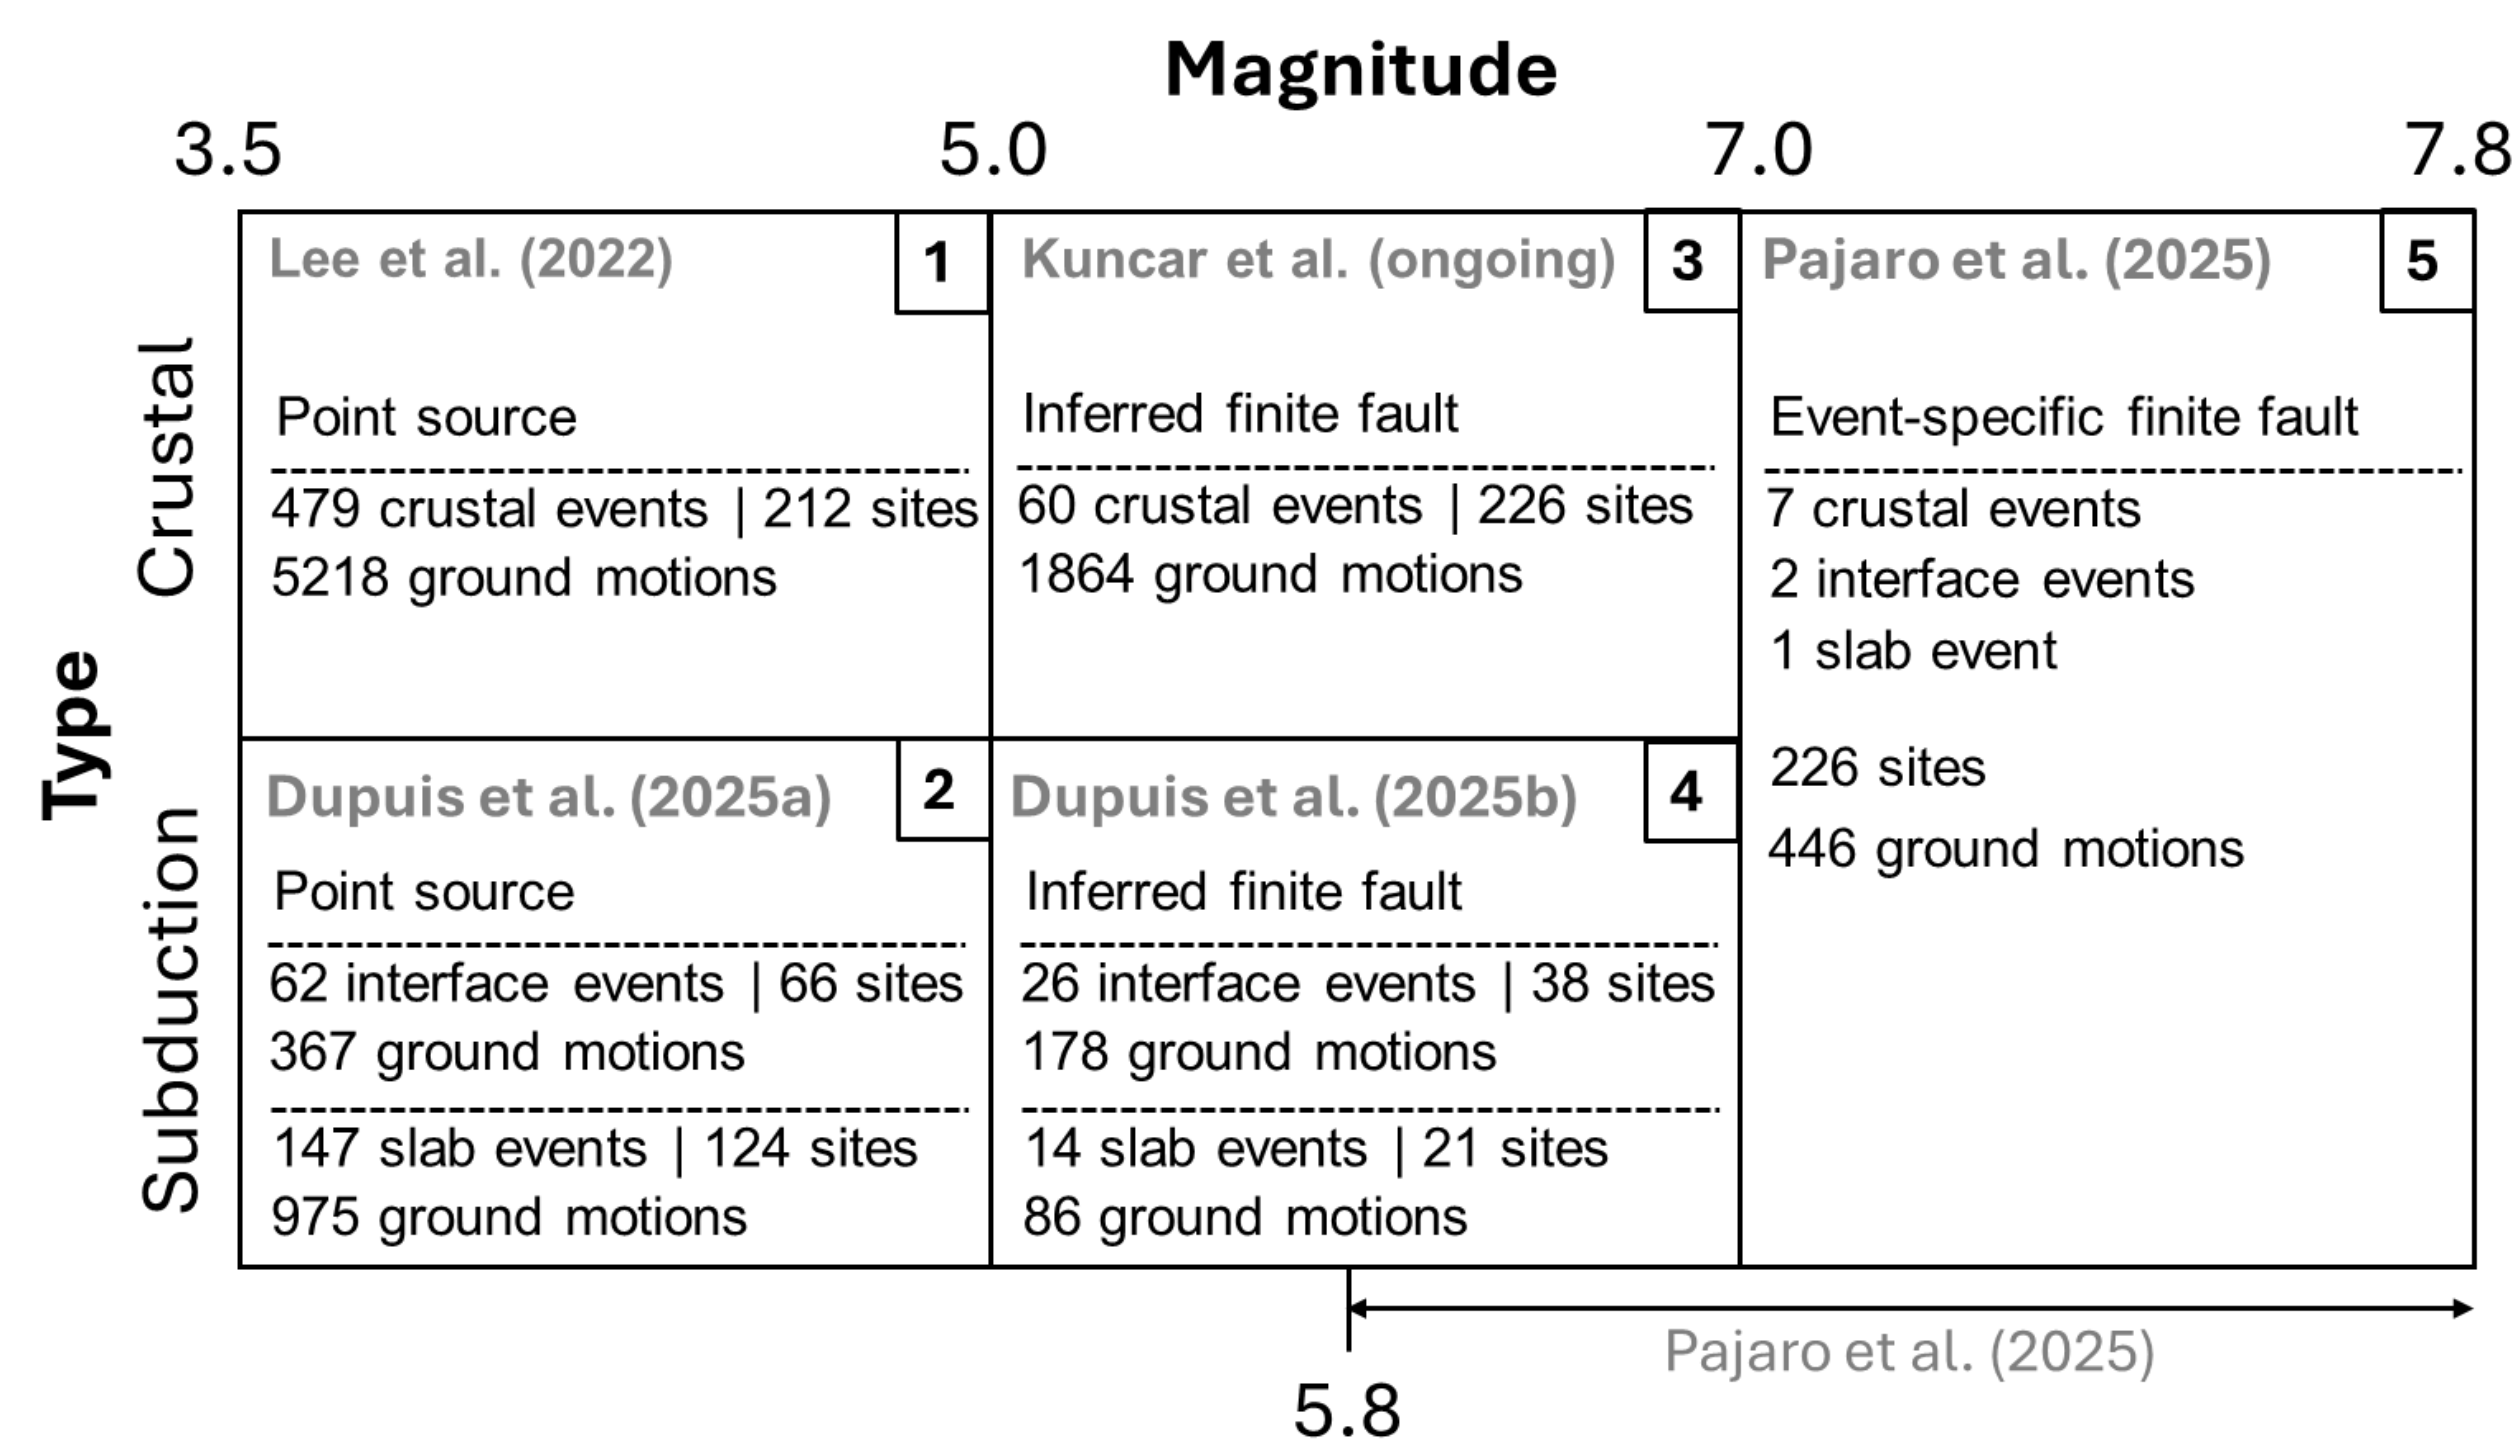 Magnitude
3.5 5.0 7.0 7.8
Type
Crustal
Subduction
Lee et al. (2022) 1
Point source
479 crustal events | 212 sites
5218 ground motions
Kuncar et al. (ongoing) 3
Inferred finite fault
60 crustal events | 226 sites
1864 ground motions
Pajaro et al. (2025) 5
Event-specific finite fault
7 crustal events
2 interface events
1 slab event
226 sites
446 ground motions
Dupuis et al. (2025a) 2
Point source
62 interface events | 66 sites
367 ground motions
147 slab events | 124 sites
975 ground motions
Dupuis et al. (2025b) 4
Inferred finite fault
26 interface events | 38 sites
178 ground motions
14 slab events | 21 sites
86 ground motions
Pajaro et al. (2025)
5.8